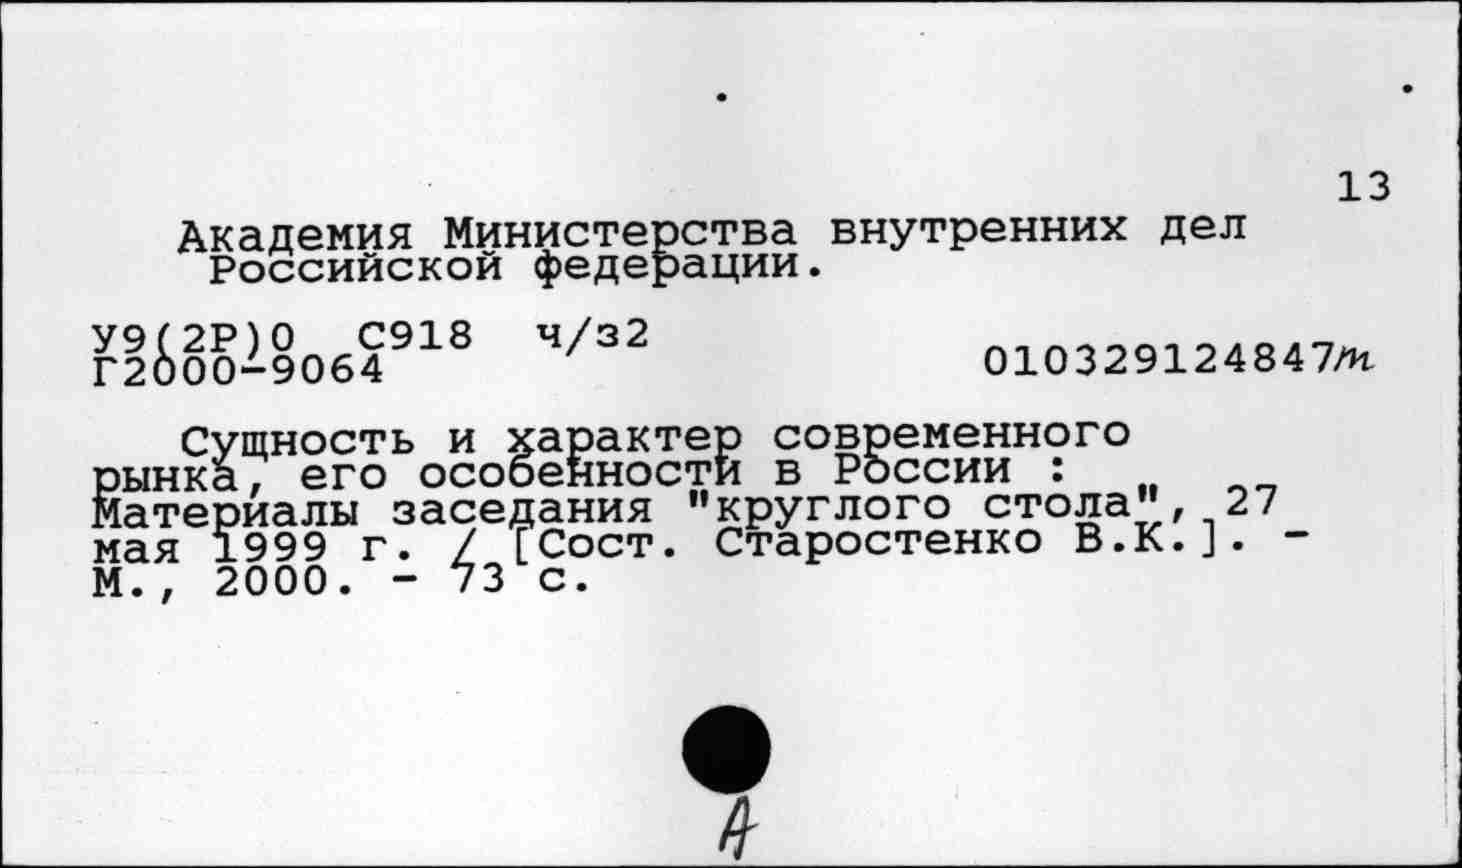 13
Академия Министерства внутренних дел
Российской федерации.
У9(2Р)0 С918 ч/з2
Г2000-9064
010329124847/м
Сущность и характер современного
рынка, его особенности в России :
Материалы заседания "круглого стола", 27
мая 1999 г. / [Сост. Старостенко В.К.]. -
М., 2000. - 73 с.
А